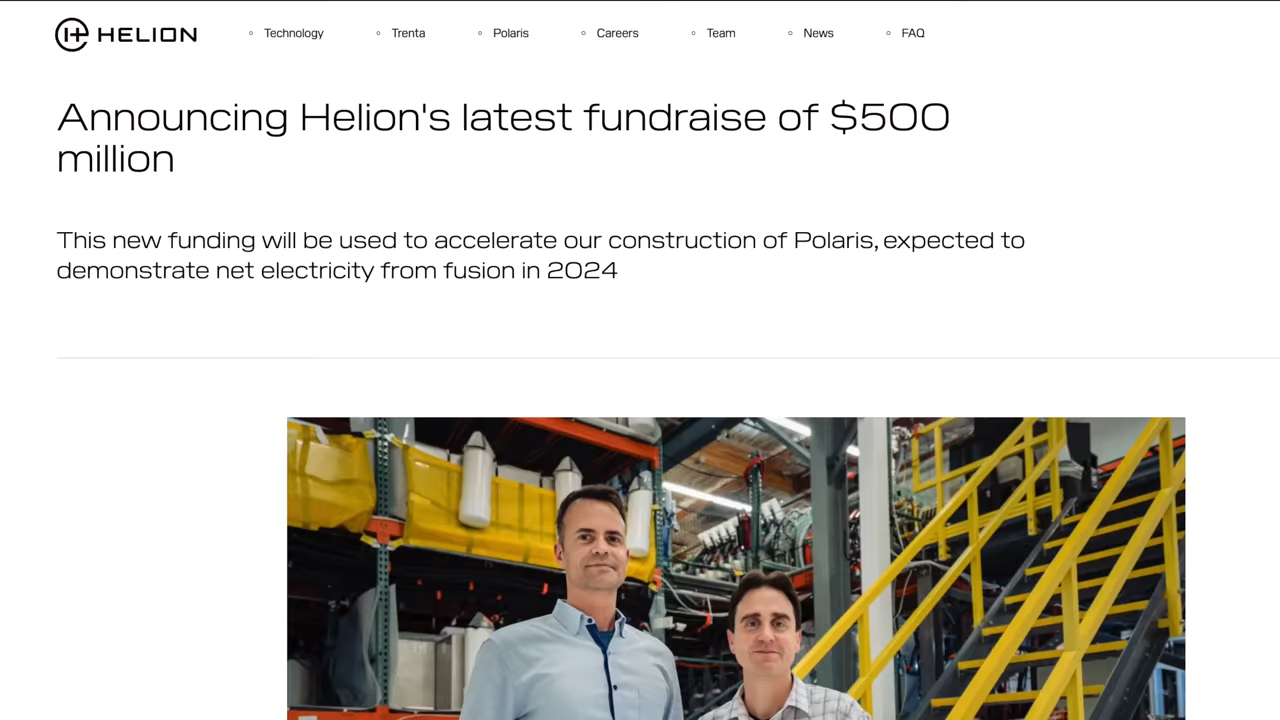 HELION
Technology
Trenta
Polaris
Careers
Team
News
FAQ
Announcing Helion's latest fundraise of $500
million
This new funding will be used to accelerate our construction of Polaris, expected to
demonstrate net electricity from fusion in 2024